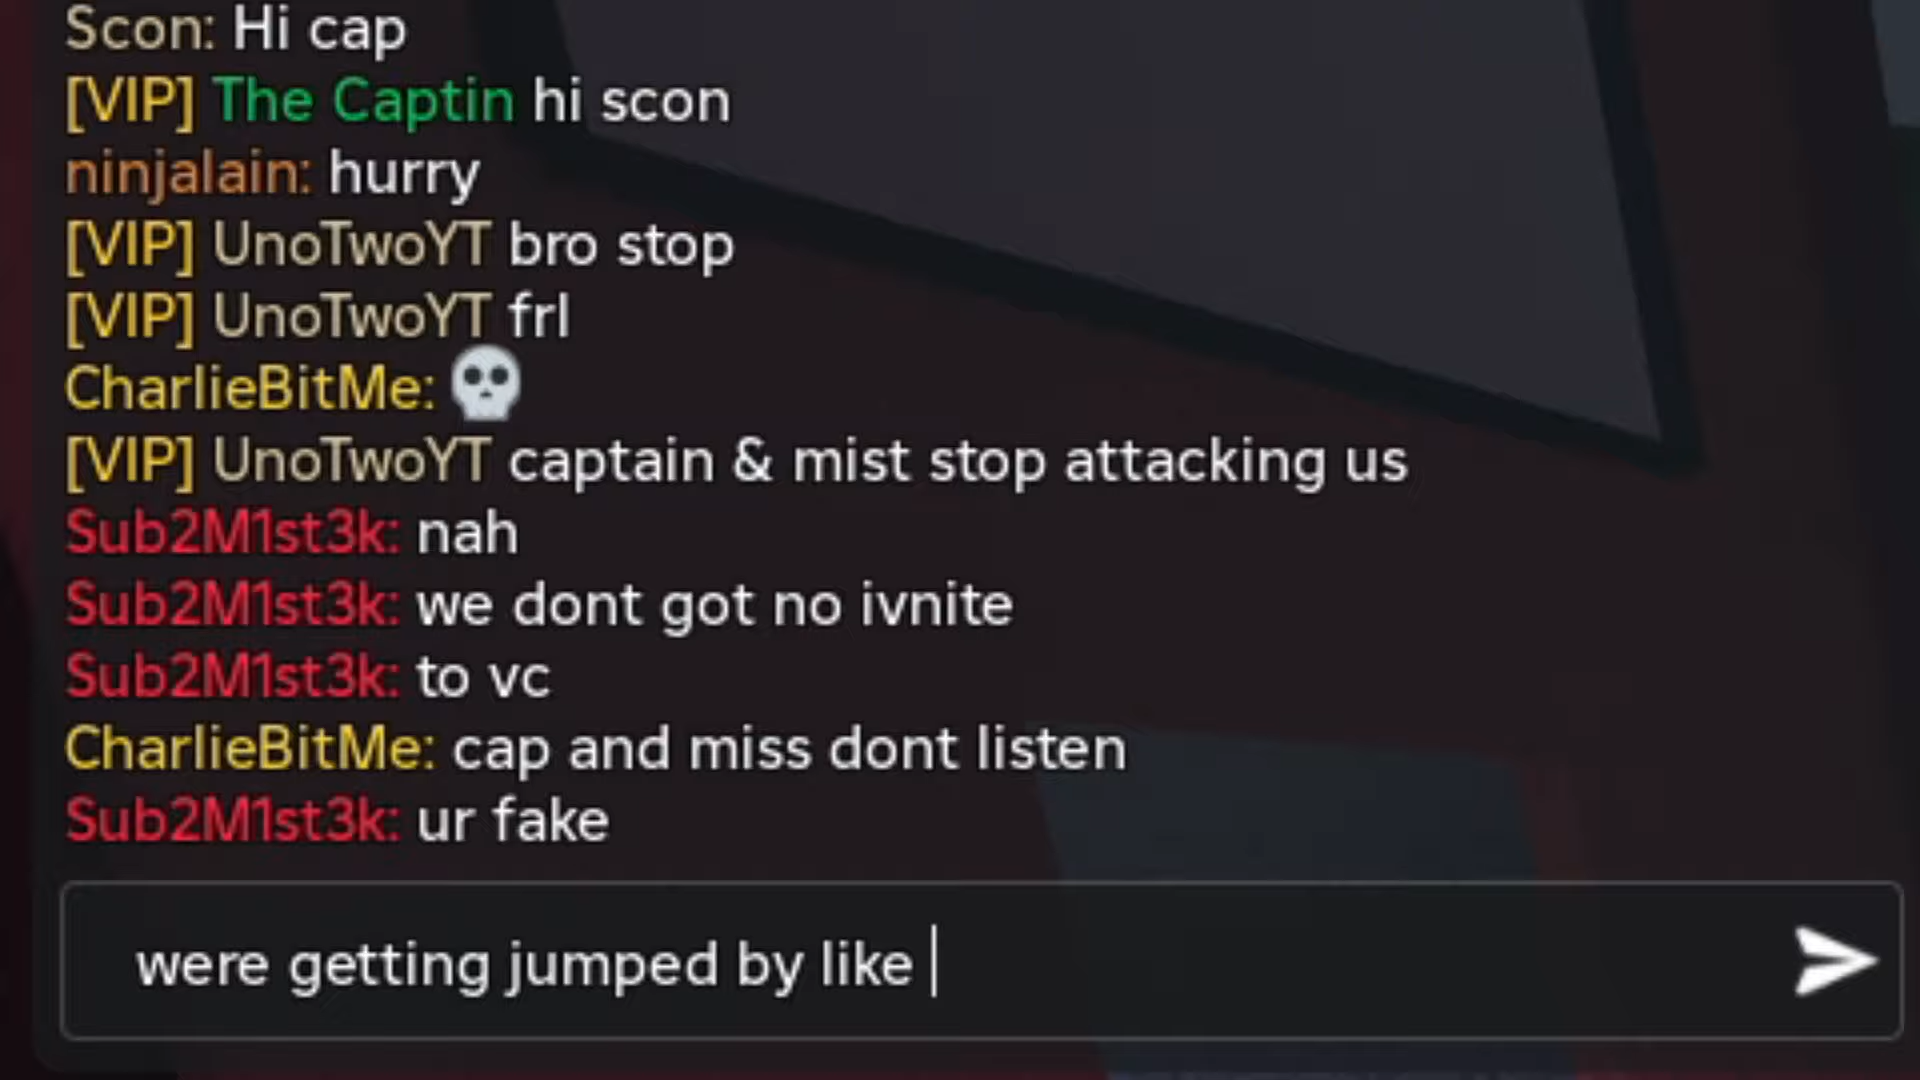 Scon: Hi cap
[VIP] The Captin hi scon
ninjalain: hurry
[VIP] UnoTwoYT bro stop
[VIP] UnoTwoYT frl
CharlieBitMe: 💀
[VIP] UnoTwoYT captain & mist stop attacking us
Sub2M1st3k: nah
Sub2M1st3k: we dont got no ivnite
Sub2M1st3k: to vc
CharlieBitMe: cap and miss dont listen
Sub2M1st3k: ur fake
were getting jumped by like